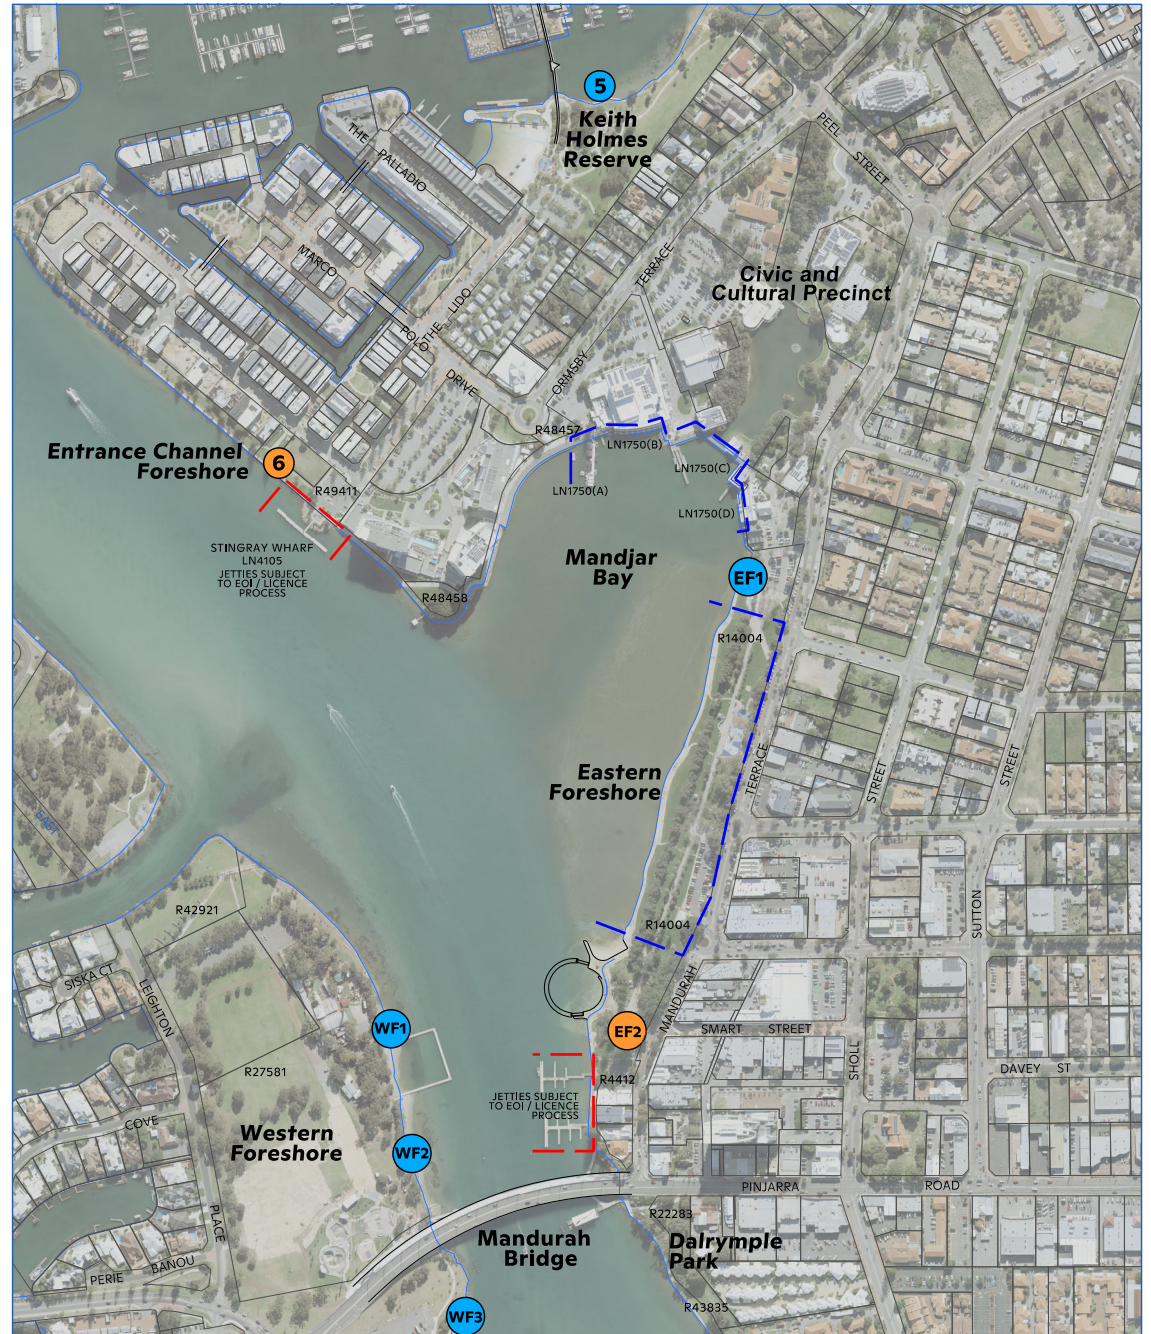 5
Keith
Holmes
Reserve
THE PALLADIO
PEEL STREET
MARCO
POLO
THE LIDO
DRIVE
ORMSBY
TERRACE
Civic and
Cultural Precinct
Entrance Channel
Foreshore
6
R49411
R48457
LN1750(B)
LN1750(C)
LN1750(A)
LN1750(D)
STINGRAY WHARF
LN4105
JETTIES SUBJECT
TO EOI / LICENCE
PROCESS
R48458
Mandjar
Bay
EF1
R14004
Eastern
Foreshore
TERRACE
STREET
STREET
EAST
R42921
R14004
SUTTON
SISKA CT
LEIGHTON
WF1
EF2
MANDURAH
SMART STREET
SHOLL
DAVEY ST
R27581
R4412
JETTIES SUBJECT
TO EOI / LICENCE
PROCESS
COVE
Western
Foreshore
WF2
PINJARRA ROAD
PLACE
R22283
Mandurah
Bridge
Dalrymple
Park
PERIE BANOU
R43835
WF3